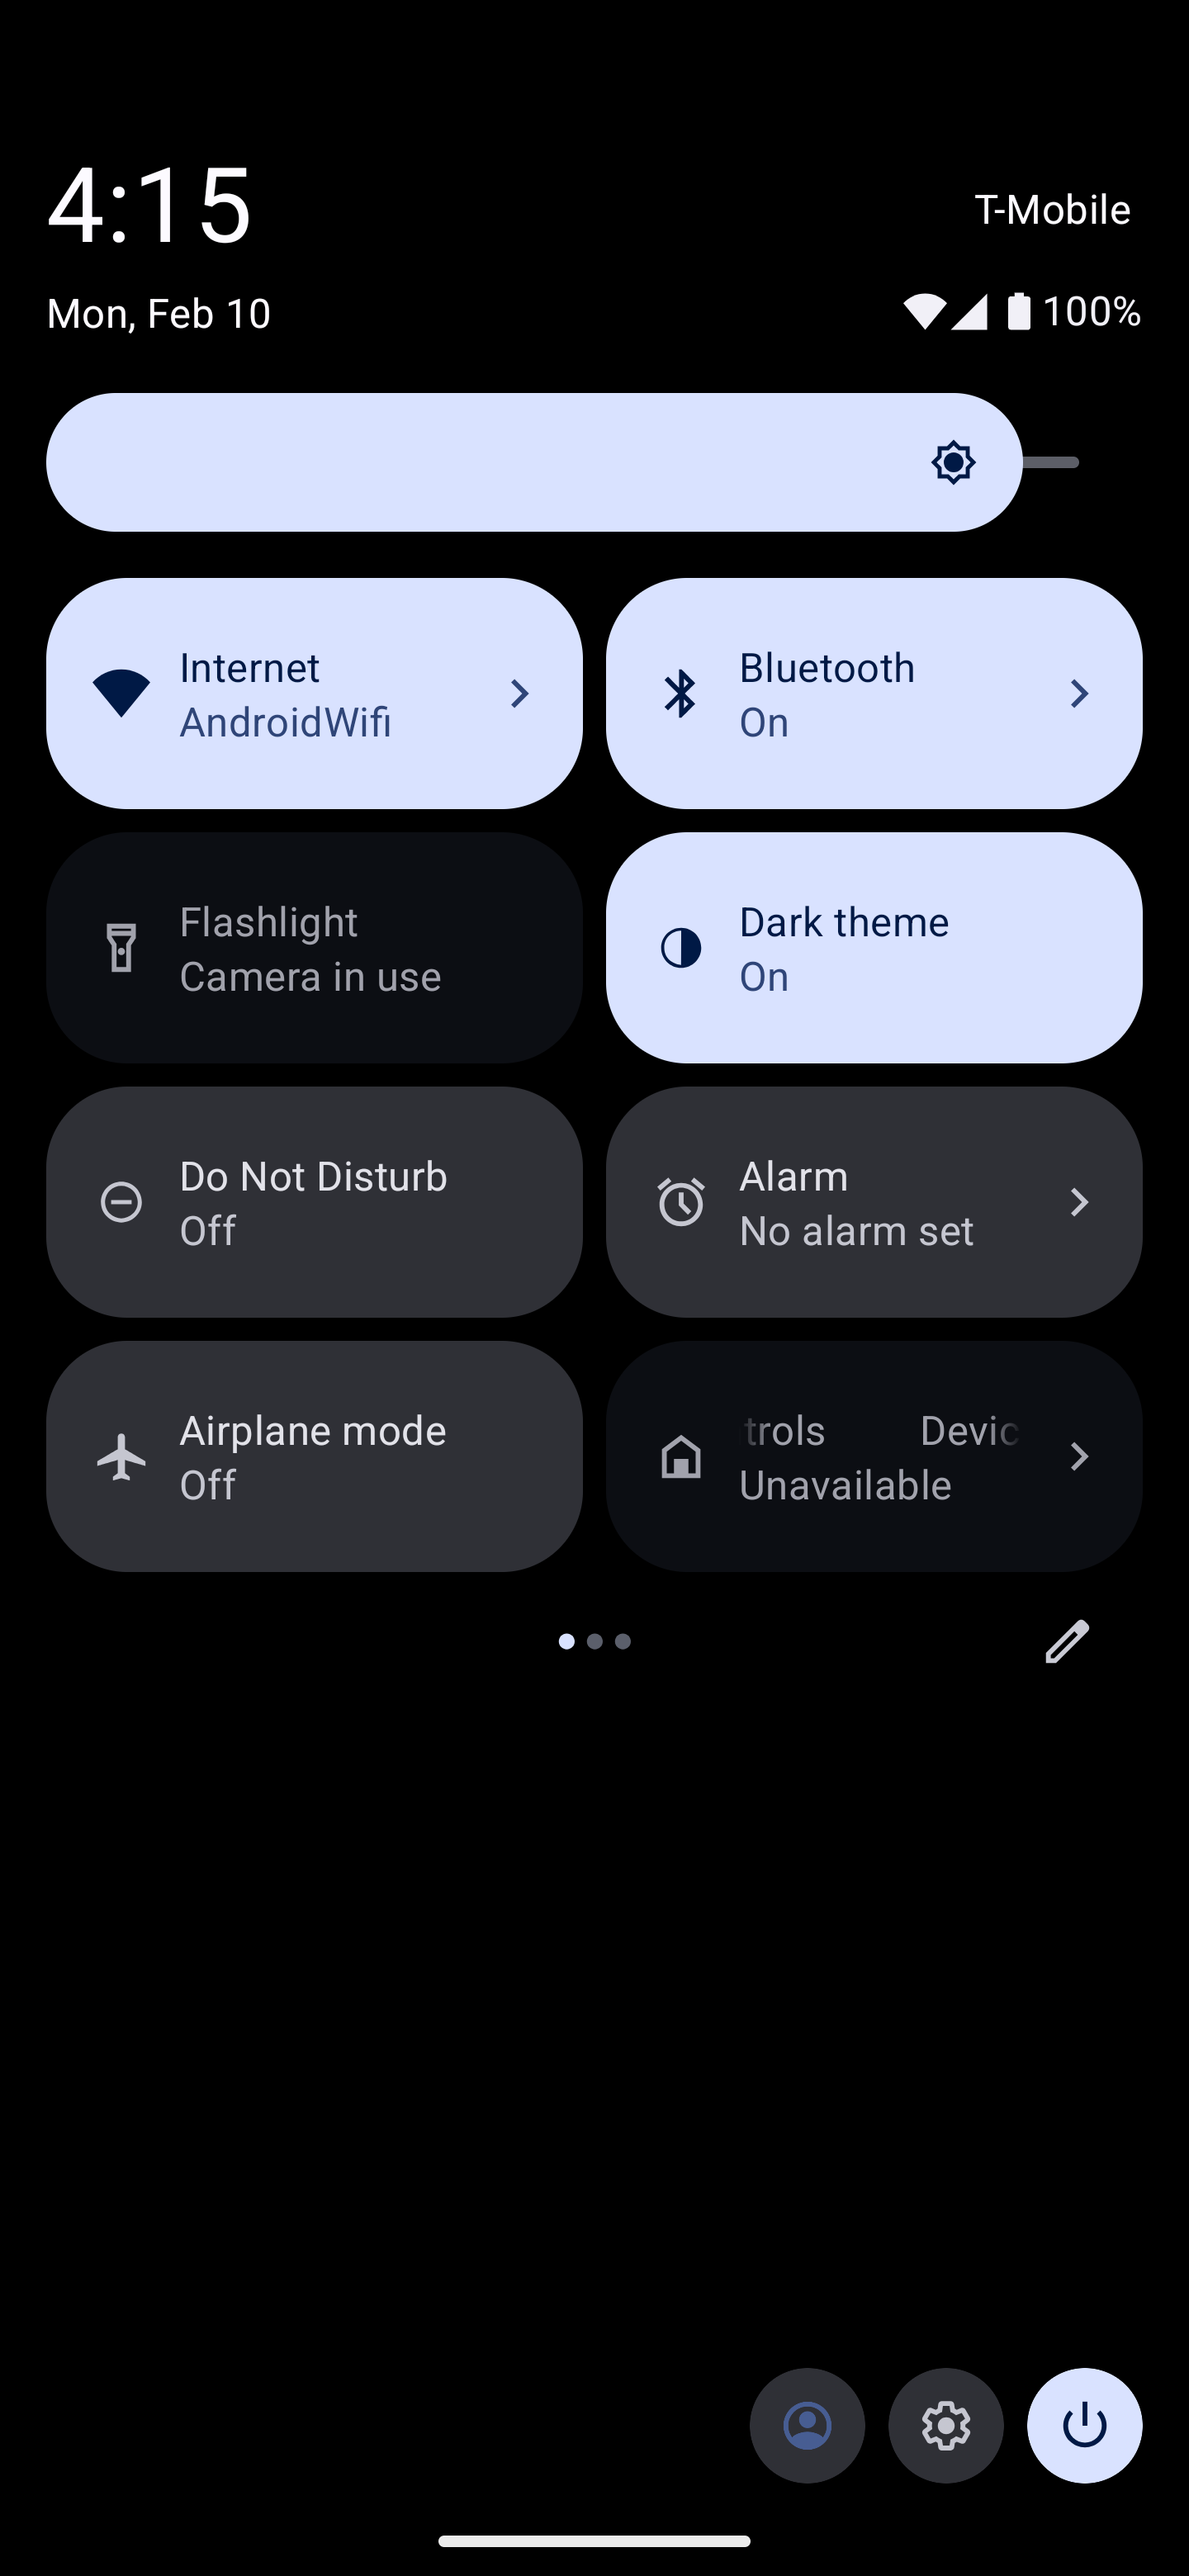 4:15
T-Mobile
Mon, Feb 10
100%
Internet
AndroidWifi
Bluetooth
On
Flashlight
Camera in use
Dark theme
On
Do Not Disturb
Off
Alarm
No alarm set
Airplane mode
Off
trols Devic
Unavailable